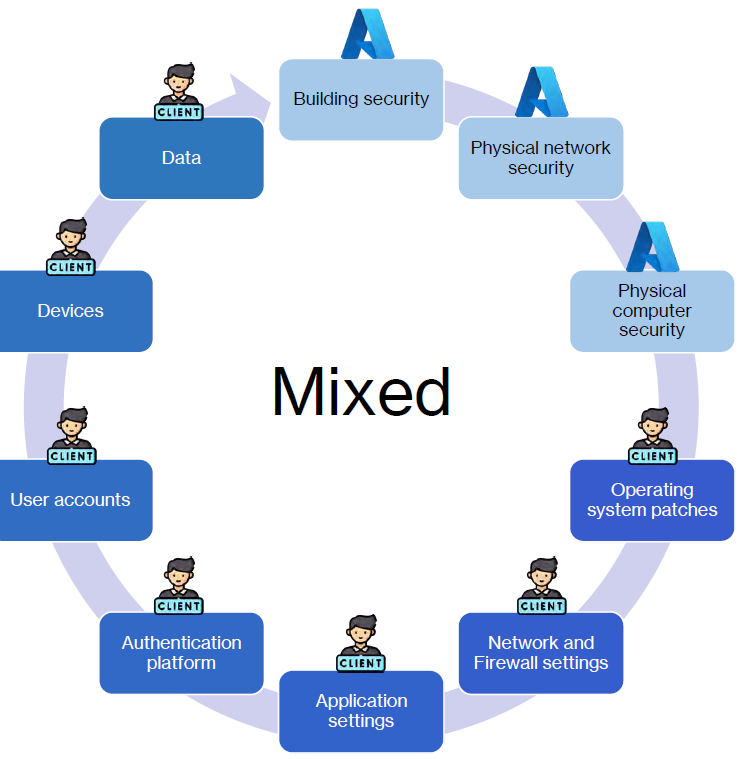 Building security
Physical network
security
Physical
computer
security
CLIENT
Operating
system patches
CLIENT
Network and
Firewall settings
CLIENT
Application
settings
CLIENT
Authentication
platform
CLIENT
User accounts
CLIENT
Devices
CLIENT
Data
Mixed